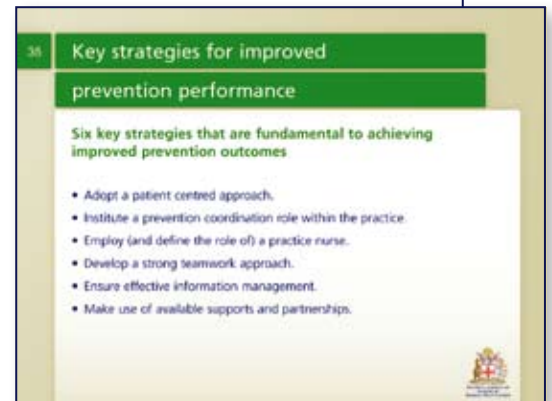 Key strategies for improved
prevention performance
Six key strategies that are fundamental to achieving
improved prevention outcomes
• Adopt a patient centred approach.
• Institute a prevention coordination role within the practice
• Employ (and define the role of) a practice nurse.
• Develop a strong teamwork approach.
• Ensure effective information management.
• Make use of available supports and partnerships.